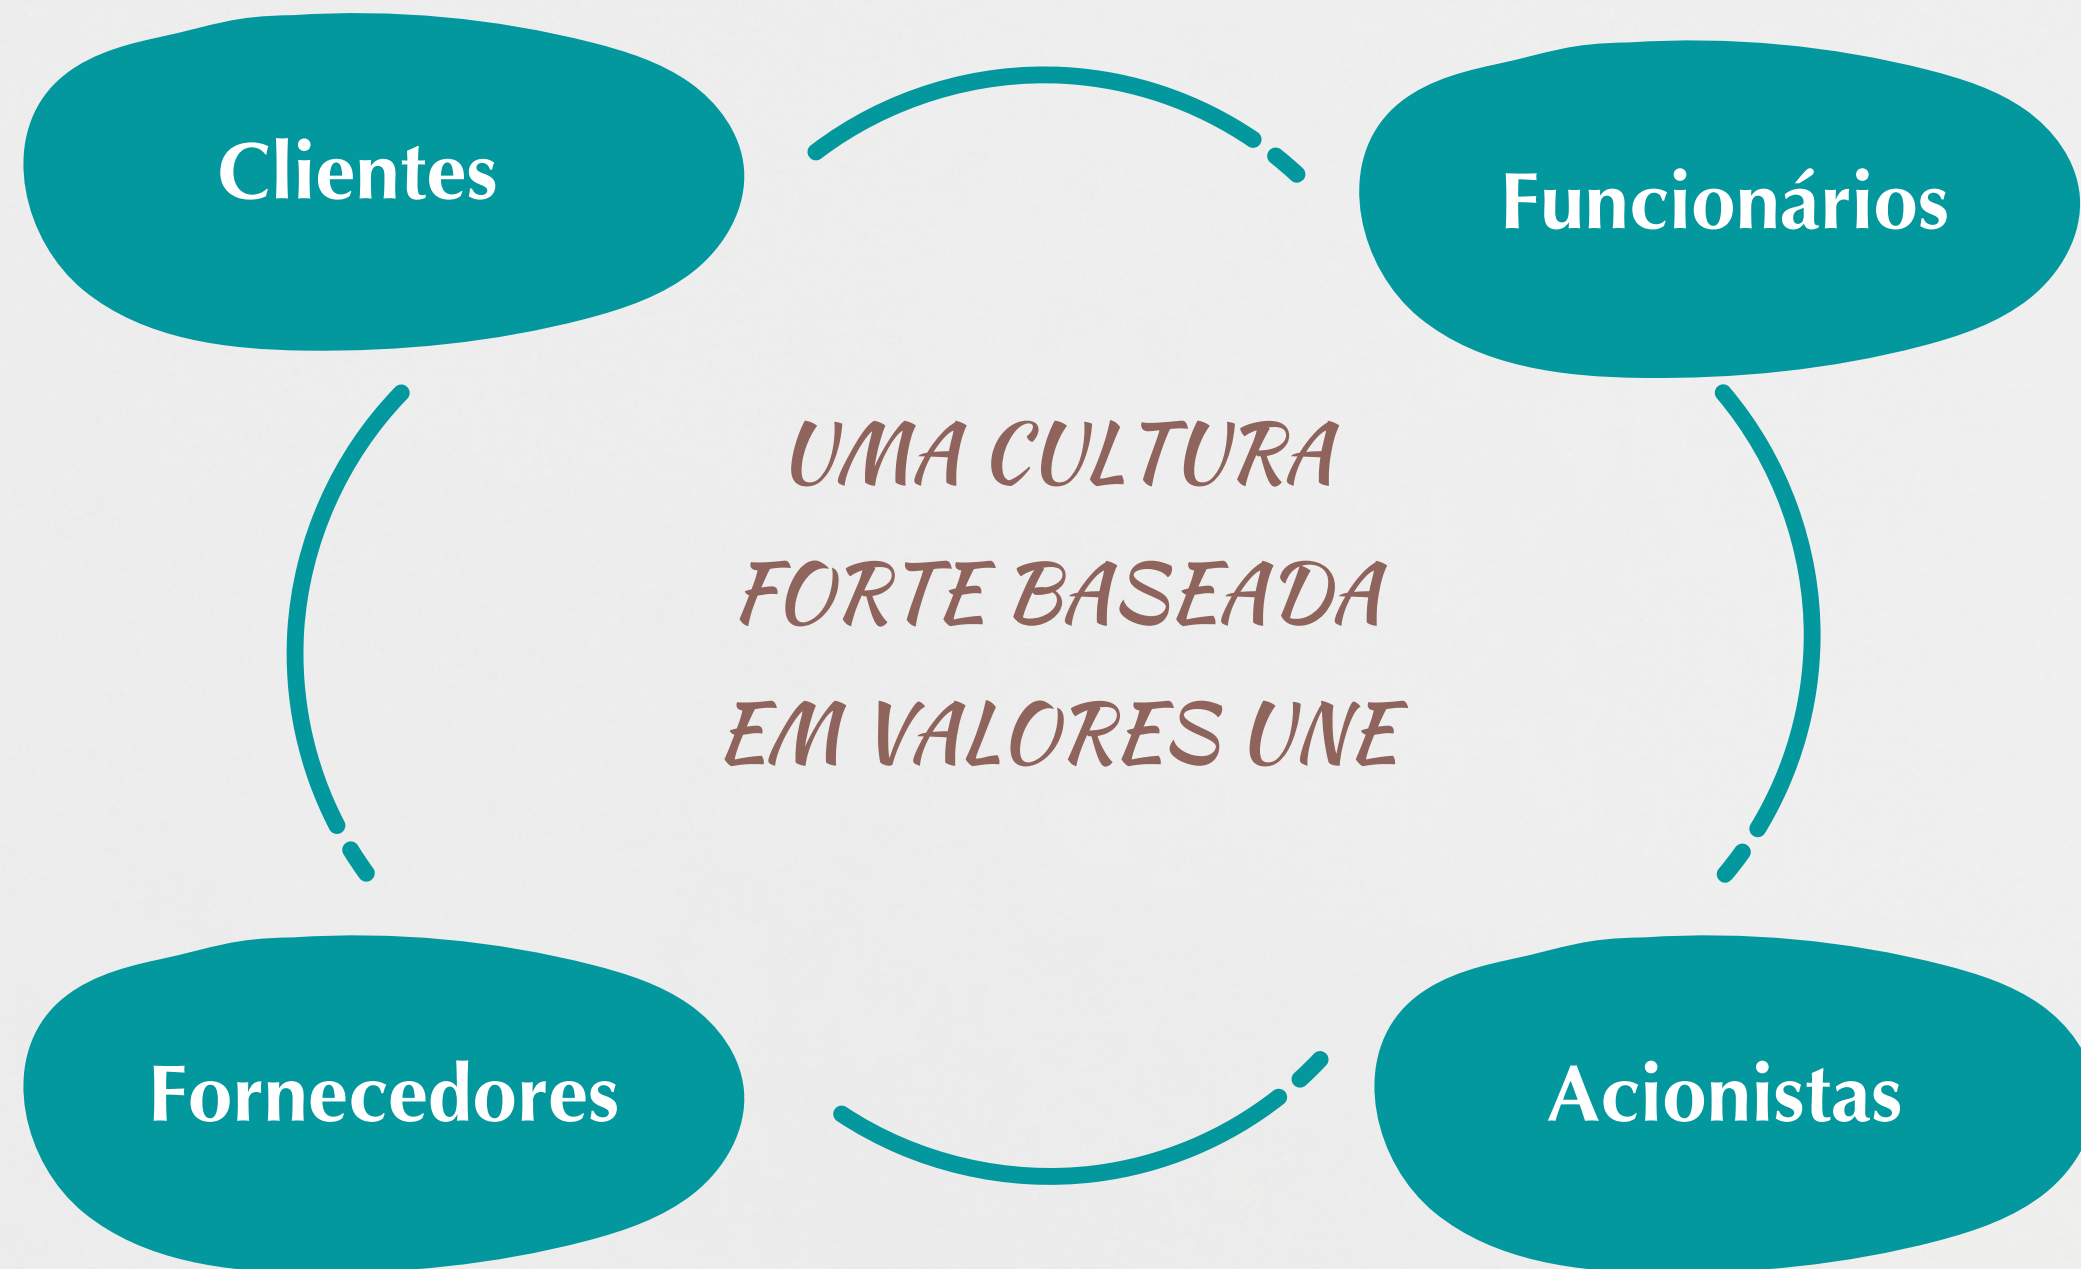 Clientes
Funcionários
UMA CULTURA
FORTE BASEADA
EM VALORES UNE
Fornecedores
Acionistas